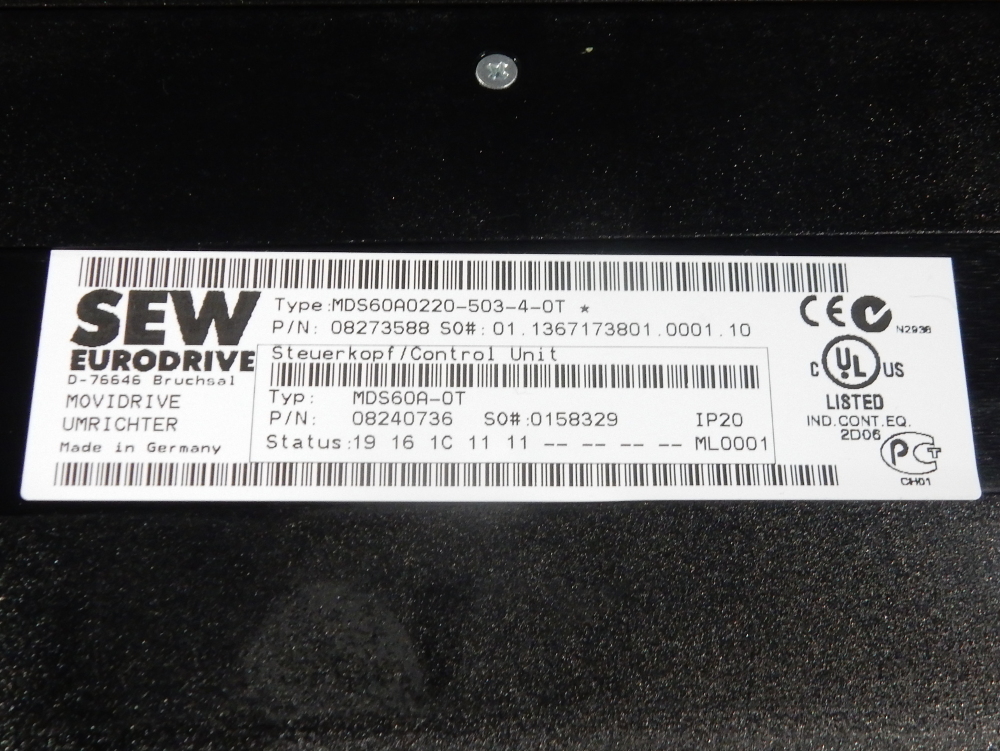 SEW
EURODRIVE
D-76646 Bruchsal
MOVIDRIVE
UMRICHTER
Made in Germany
Type:MDS60A0220-503-4-0T *
P/N: 08273588 SO#: 01.1367173801.0001.10
Steuerkopf/Control Unit
Typ: MDS60A-0T
P/N: 08240736 SO#:0158329 IP20
Status:19 16 1C 11 11 -- -- -- -- ML0001
CE N2936
C UL US
LISTED
IND.CONT.EQ.
2D06
PCT
CH01